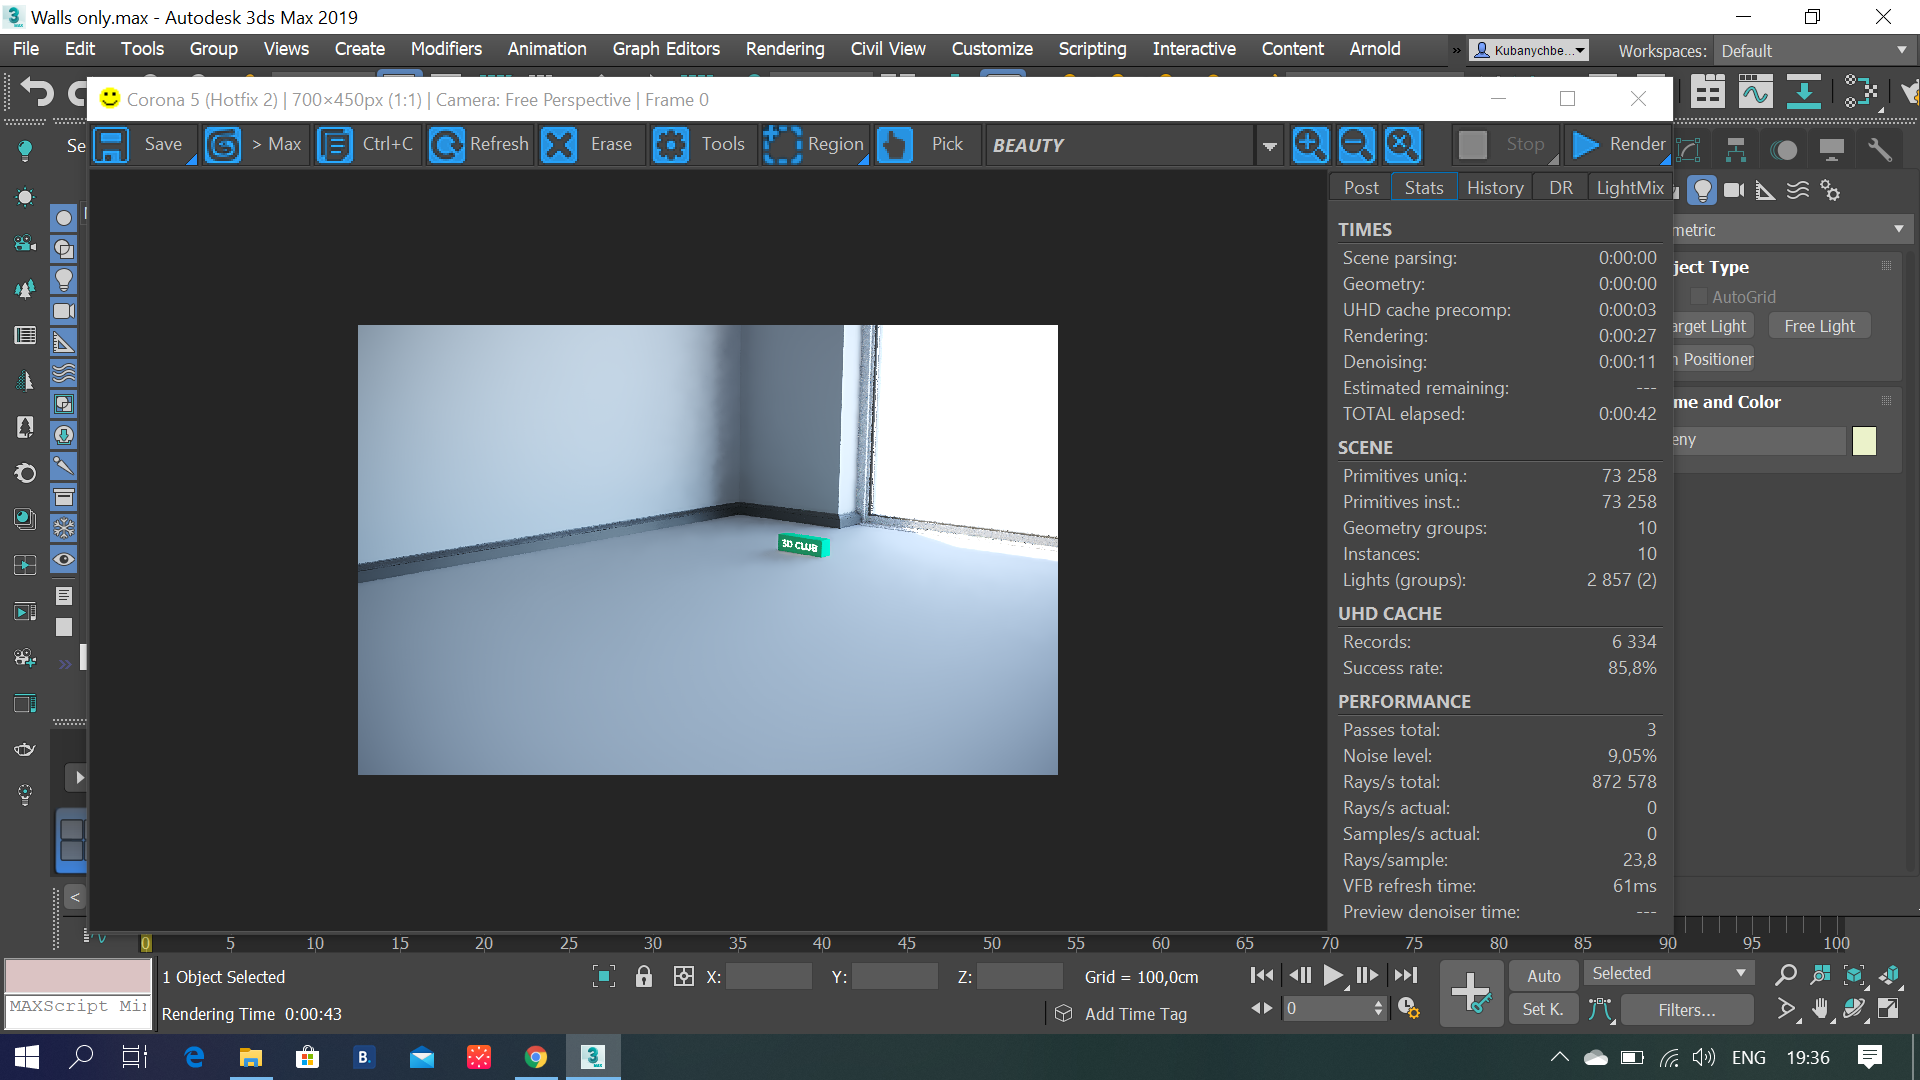 Walls only.max - Autodesk 3ds Max 2019
File Edit Tools Group Views Create Modifiers Animation Graph Editors Rendering Civil View Customize Scripting Interactive Content Arnold » Kubanychbe... Workspaces: Default
Corona 5 (Hotfix 2) | 700×450px (1:1) | Camera: Free Perspective | Frame 0
Se Save > Max Ctrl+C Refresh Erase Tools Region Pick BEAUTY Stop Render
Post Stats History DR LightMix
TIMES
Scene parsing: 0:00:00
Geometry: 0:00:00
UHD cache precomp: 0:00:03
Rendering: 0:00:27
Denoising: 0:00:11
Estimated remaining: ---
TOTAL elapsed: 0:00:42
SCENE
Primitives uniq.: 73 258
Primitives inst.: 73 258
Geometry groups: 10
Instances: 10
Lights (groups): 2 857 (2)
UHD CACHE
Records: 6 334
Success rate: 85,8%
PERFORMANCE
Passes total: 3
Noise level: 9,05%
Rays/s total: 872 578
Rays/s actual: 0
Samples/s actual: 0
Rays/sample: 23,8
VFB refresh time: 61ms
Preview denoiser time: ---
metric
ject Type
AutoGrid
arget Light Free Light
n Positioner
me and Color
eny
3D CLUB
0 5 10 15 20 25 30 35 40 45 50 55 60 65 70 75 80 85 90 95 100
1 Object Selected X: Y: Z: Grid = 100,0cm Auto Selected
MAXScript Mi
Rendering Time 0:00:43 Add Time Tag 0 Set K. Filters...
B. ENG 19:36